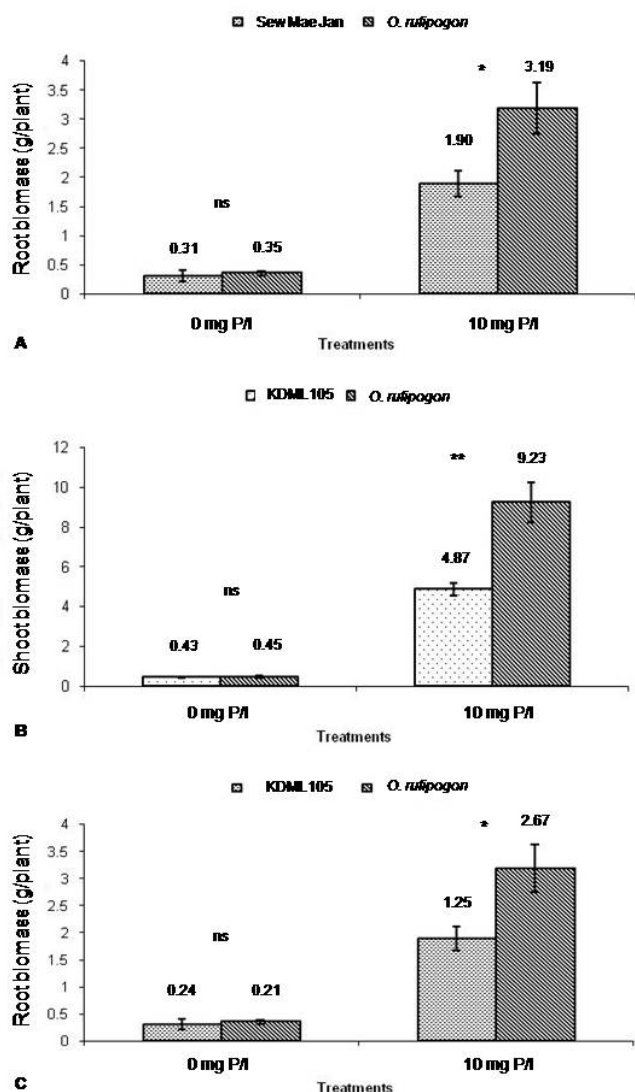 Sew Mae Jan O. rufipogon
Root biomass (g/plant)
4
3.5
3
2.5
2
1.5
1
0.5
0
ns
0.31
0.35
*
1.90
3.19
0 mg P/l
10 mg P/l
Treatments
A
KDML105 O. rufipogon
Shoot biomass (g/plant)
12
10
8
6
4
2
0
ns
0.43
0.45
**
4.87
9.23
0 mg P/l
10 mg P/l
Treatments
B
KDML105 O. rufipogon
Root biomass (g/plant)
4
3.5
3
2.5
2
1.5
1
0.5
0
ns
0.24
0.21
*
1.25
2.67
0 mg P/l
10 mg P/l
Treatments
C